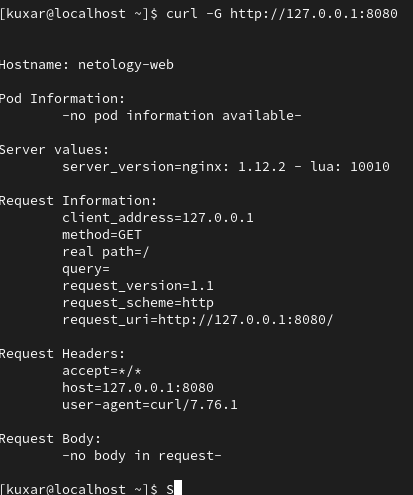 [kuxar@localhost ~]$ curl -G http://127.0.0.1:8080
Hostname: netology-web
Pod Information:
-no pod information available-
Server values:
server_version=nginx: 1.12.2 - lua: 10010
Request Information:
client_address=127.0.0.1
method=GET
real path=/
query=
request_version=1.1
request_scheme=http
request_uri=http://127.0.0.1:8080/
Request Headers:
accept=*/*
host=127.0.0.1:8080
user-agent=curl/7.76.1
Request Body:
-no body in request-
[kuxar@localhost ~]$ S